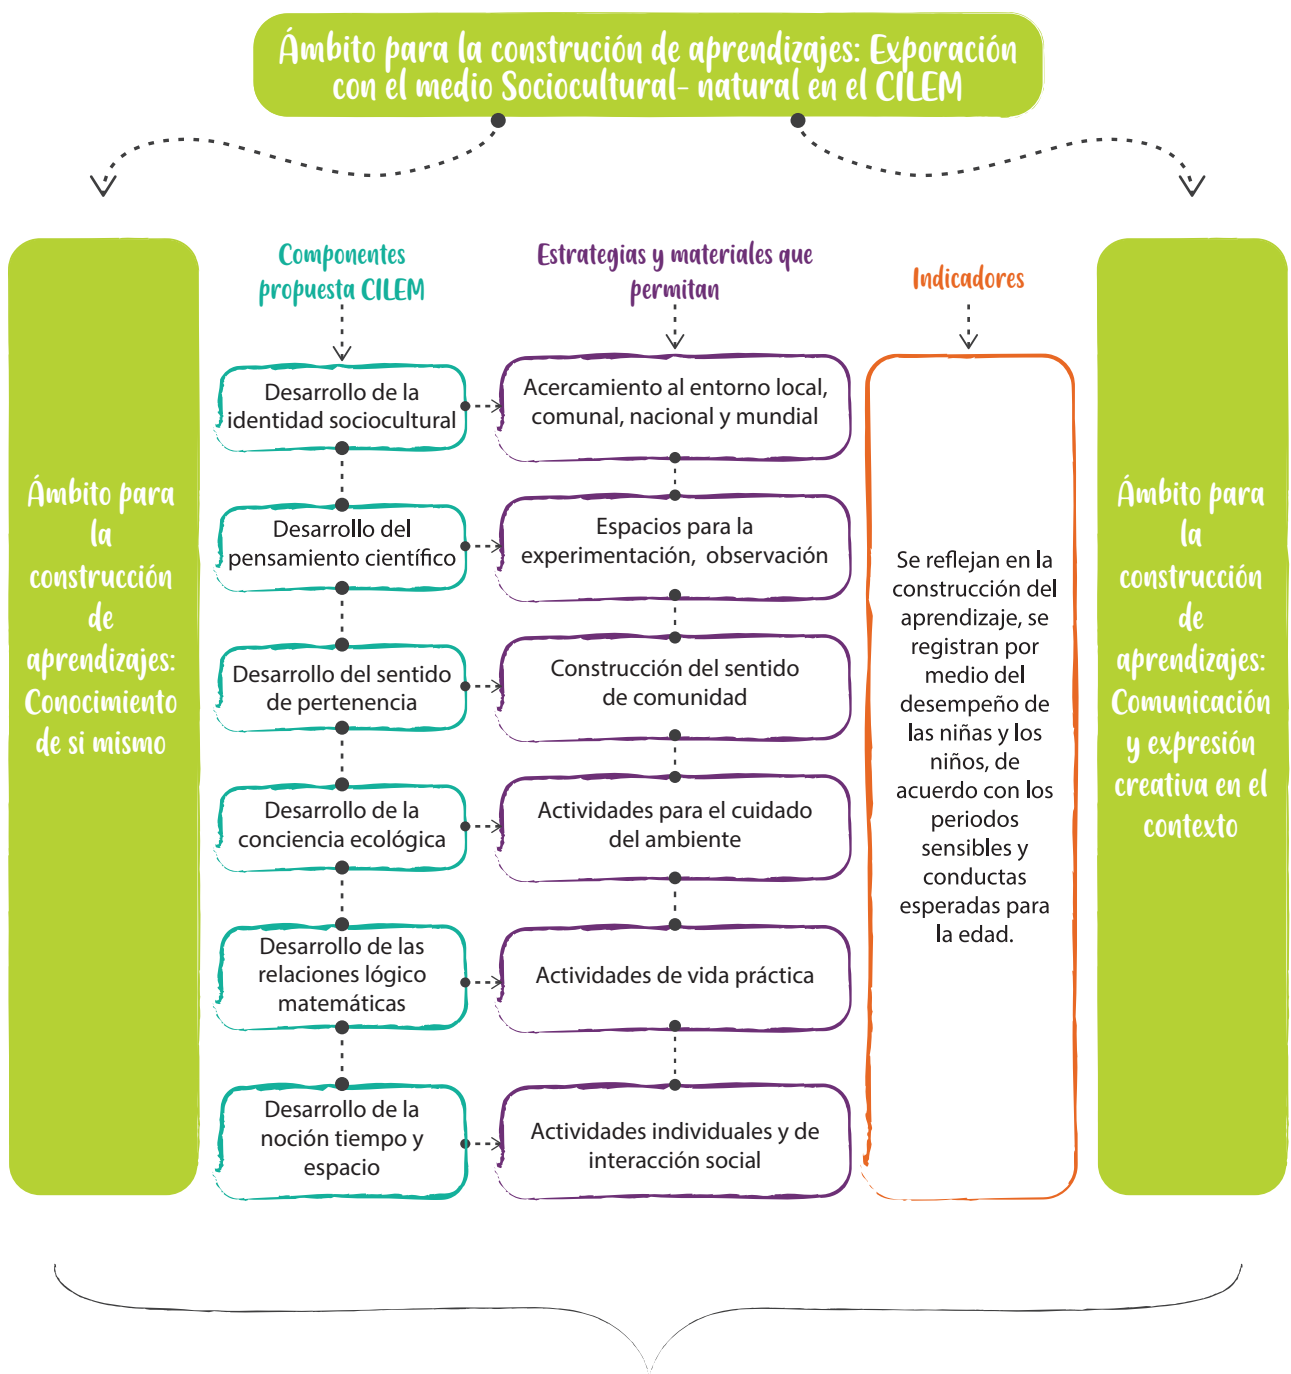 Ámbito para la construción de aprendizajes: Exporación
con el medio Sociocultural- natural en el CILEM
Ámbito para
la
construcción
de
aprendizajes:
Conocimiento
de si mismo
Componentes
propuesta CILEM
Desarrollo de la
identidad sociocultural
Desarrollo del
pensamiento científico
Desarrollo del sentido
de pertenencia
Desarrollo de la
conciencia ecológica
Desarrollo de las
relaciones lógico
matemáticas
Desarrollo de la
noción tiempo y
espacio
Estrategias y materiales que
permitan
Acercamiento al entorno local,
comunal, nacional y mundial
Espacios para la
experimentación, observación
Construcción del sentido
de comunidad
Actividades para el cuidado
del ambiente
Actividades de vida práctica
Actividades individuales y de
interacción social
Indicadores
Se reflejan en la
construcción del
aprendizaje, se
registran por
medio del
desempeño de
las niñas y los
niños, de
acuerdo con los
periodos
sensibles y
conductas
esperadas para
la edad.
Ámbito para
la
construcción
de
aprendizajes:
Comunicación
y expresión
creativa en el
contexto